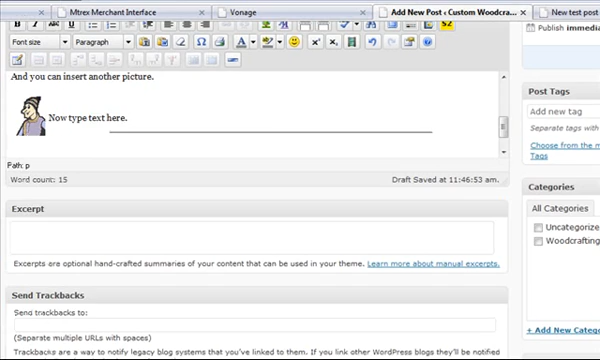 Mtrex Merchant Interface
Vonage
Add New Post ‹ Custom Woodcra...
New test post
Font size
Paragraph
And you can insert another picture.
Now type text here.
Path: p
Word count: 15
Draft Saved at 11:46:53 am.
Excerpt
Excerpts are optional hand-crafted summaries of your content that can be used in your theme. Learn more about manual excerpts.
Send Trackbacks
Send trackbacks to:
(Separate multiple URLs with spaces)
Trackbacks are a way to notify legacy blog systems that you've linked to them. If you link other WordPress blogs they'll be notified
Publish immedia
Post Tags
Add new tag
Separate tags with
Choose from the m
Tags
Categories
All Categories
Uncategorize
Woodcrafting
+ Add New Categ